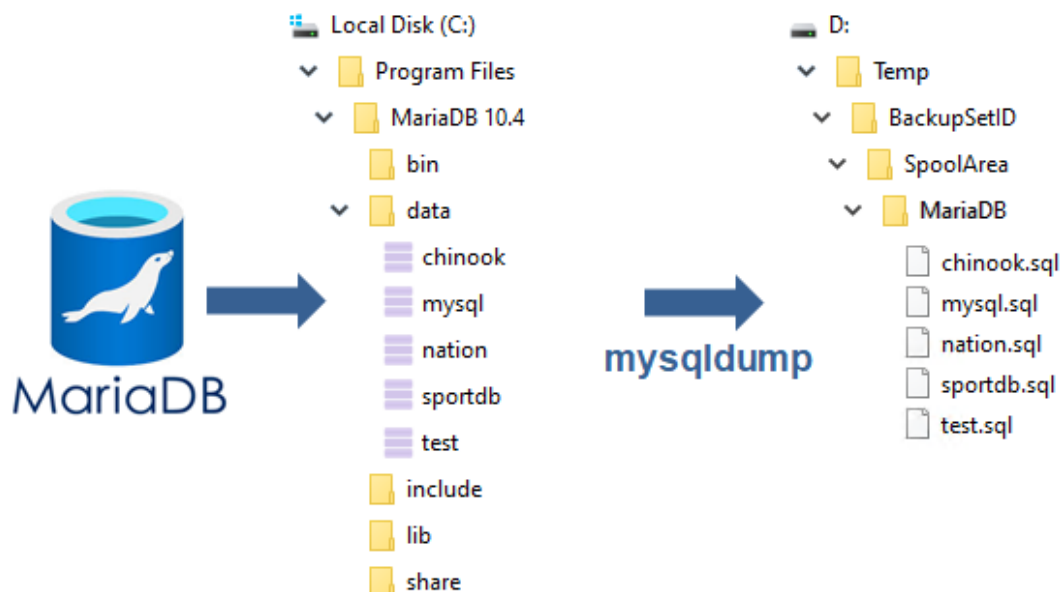 Local Disk (C:)
Program Files
MariaDB 10.4
bin
data
chinook
mysql
nation
sportdb
test
include
lib
share
MariaDB
mysqldump
D:
Temp
BackupSetID
SpoolArea
MariaDB
chinook.sql
mysql.sql
nation.sql
sportdb.sql
test.sql